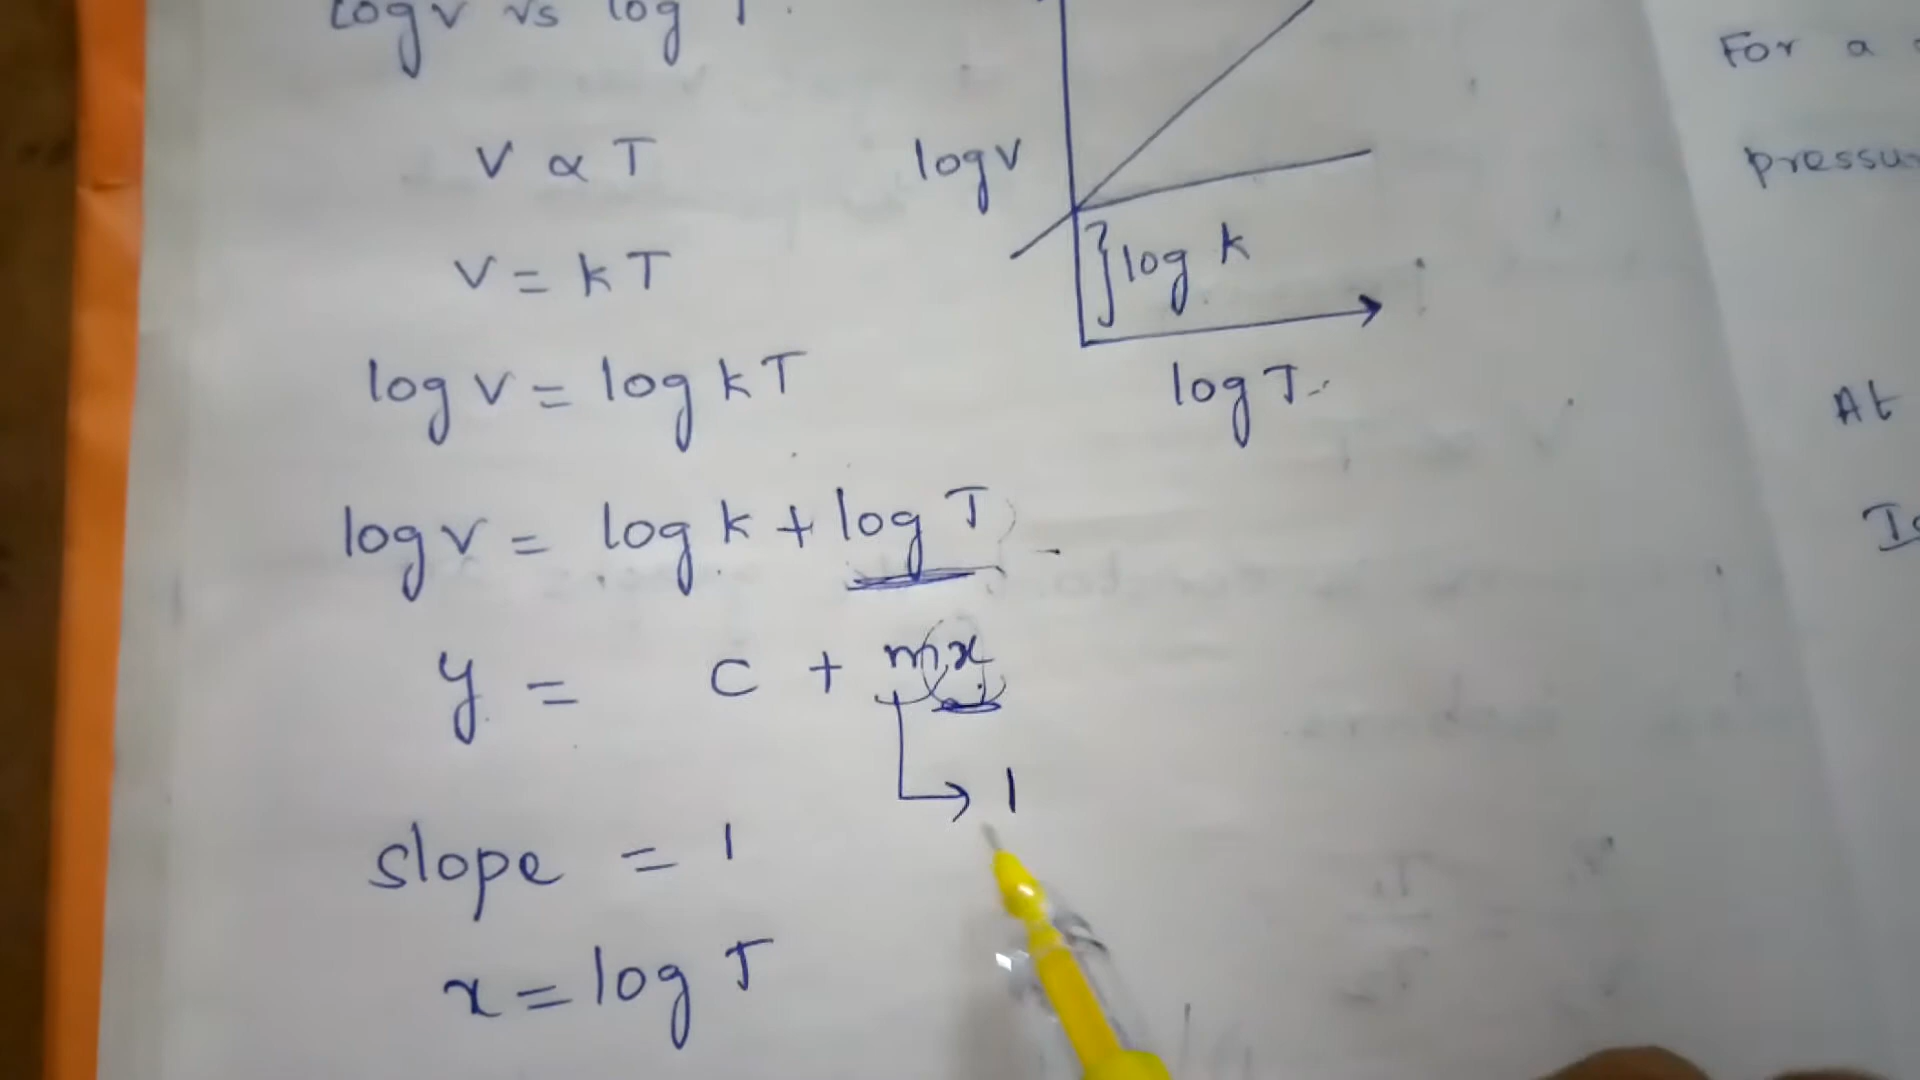 log v vs log T.
V ∝ T
V = kT
log v = log kT
log v = log k + log T
y = c + mx
1
slope = 1
x = log T
log v
log k
log T
For a
At